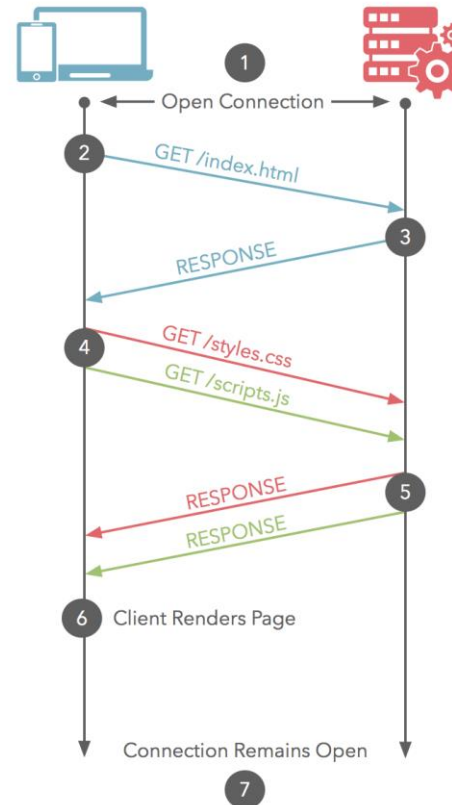 1
Open Connection
2
GET /index.html
3
RESPONSE
4
GET /styles.css
GET /scripts.js
5
RESPONSE
RESPONSE
6 Client Renders Page
Connection Remains Open
7